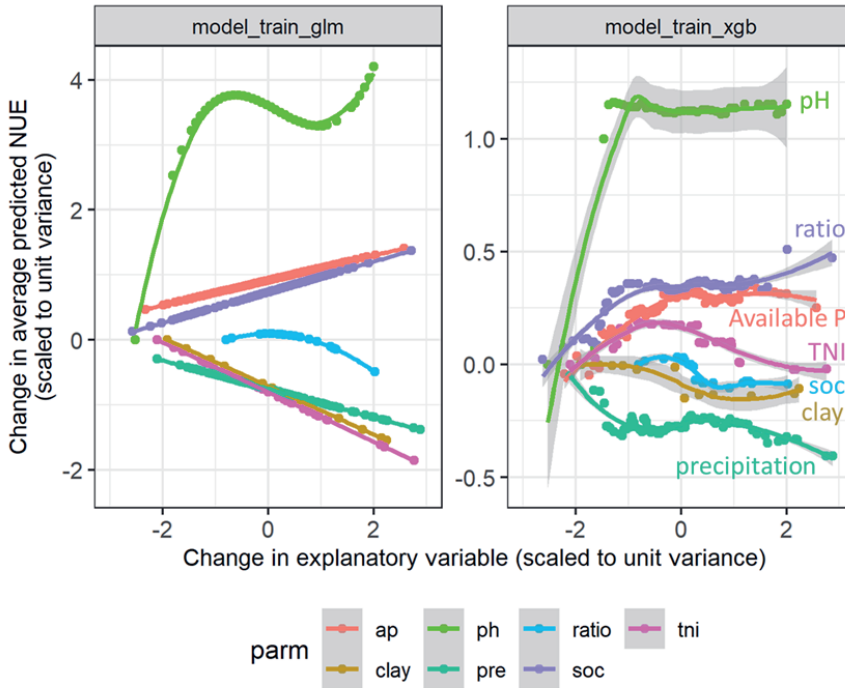 model_train_glm
model_train_xgb
Change in average predicted NUE
(scaled to unit variance)
4
2
0
-2
1.0
0.5
0.0
-0.5
pH
ratio
Available P
TNI
soc
clay
precipitation
-2 0 2
-2 0 2
Change in explanatory variable (scaled to unit variance)
parm
ap ph ratio tni
clay pre soc